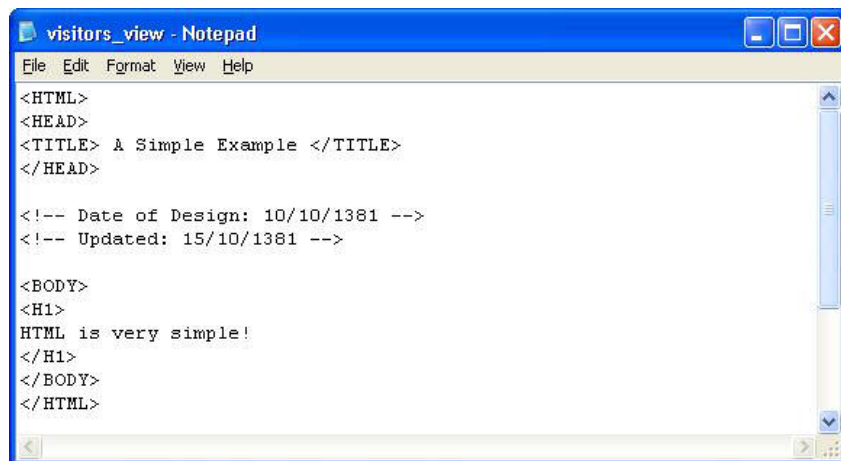 visitors_view - Notepad
File Edit Format View Help
<HTML>
<HEAD>
<TITLE> A Simple Example </TITLE>
</HEAD>
<!-- Date of Design: 10/10/1381 -->
<!-- Updated: 15/10/1381 -->
<BODY>
<H1>
HTML is very simple!
</H1>
</BODY>
</HTML>